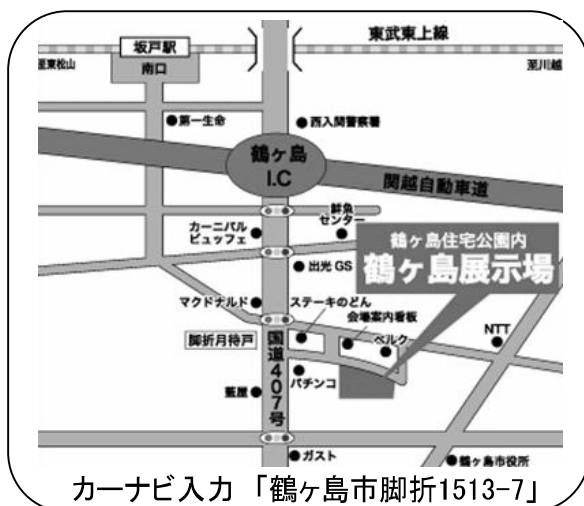 東武東上線
坂戸駅
南口
至東松山
至川越
第一生命
西入間警察署
鶴ヶ島
I.C
関越自動車道
鮮魚
センター
カーニバル
ビュッフェ
出光 GS
鶴ヶ島住宅公園内
鶴ヶ島展示場
マクドナルド
ステーキのどん
会場案内看板
NTT
ベルク
脚折月待戸
国道407号
パチンコ
藍屋
ガスト
鶴ヶ島市役所
カーナビ入力 「鶴ヶ島市脚折1513-7」